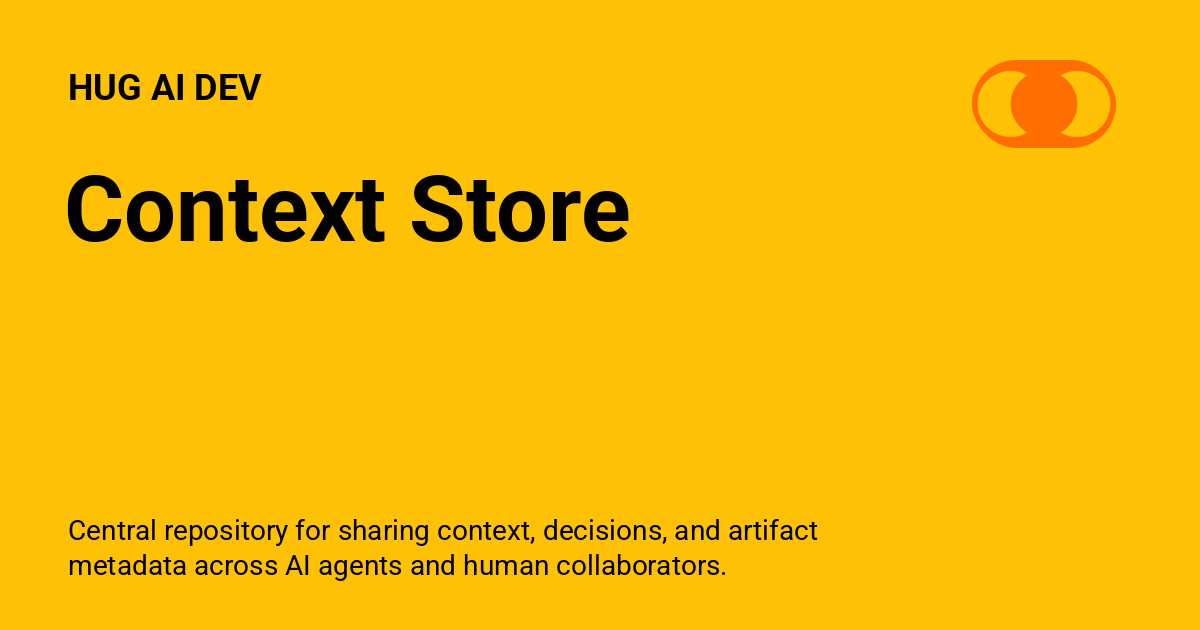 HUG AI DEV
Context Store
Central repository for sharing context, decisions, and artifact
metadata across AI agents and human collaborators.